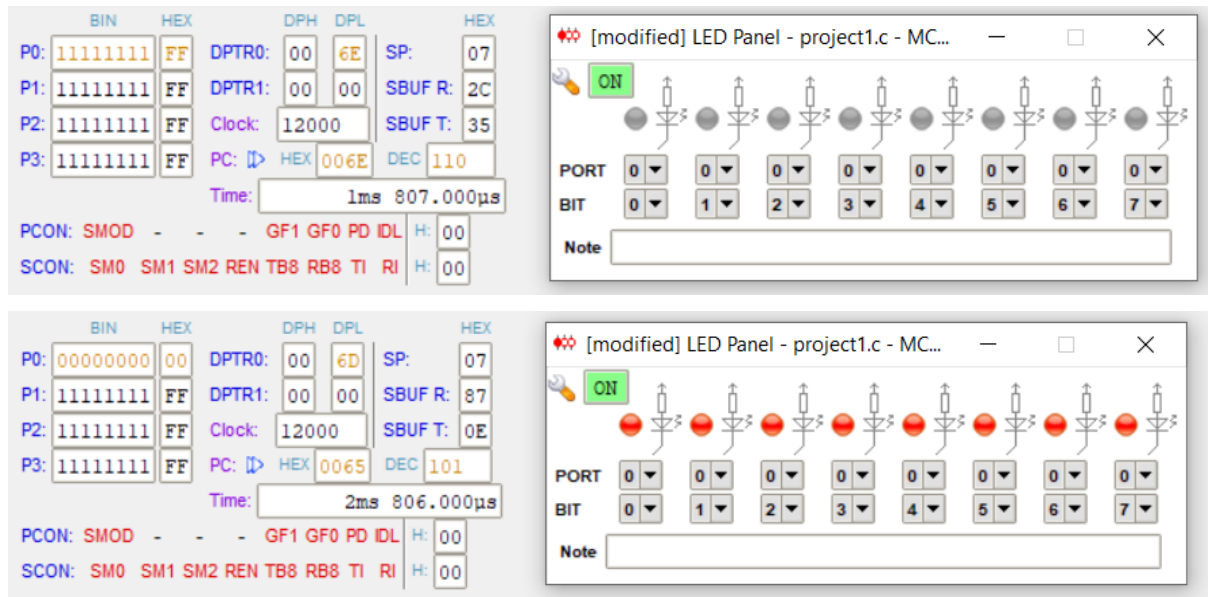 BIN HEX DPH DPL HEX
P0: 11111111 FF DPTR0: 00 6E SP: 07
P1: 11111111 FF DPTR1: 00 00 SBUF R: 2C
P2: 11111111 FF Clock: 12000 SBUF T: 35
P3: 11111111 FF PC: HEX 006E DEC 110
Time: 1ms 807.000µs
PCON: SMOD - - - GF1 GF0 PD IDL H: 00
SCON: SM0 SM1 SM2 REN TB8 RB8 TI RI H: 00
[modified] LED Panel - project1.c - MC...
ON
PORT 0 0 0 0 0 0 0 0
BIT 0 1 2 3 4 5 6 7
Note
BIN HEX DPH DPL HEX
P0: 00000000 00 DPTR0: 00 6D SP: 07
P1: 11111111 FF DPTR1: 00 00 SBUF R: 87
P2: 11111111 FF Clock: 12000 SBUF T: 0E
P3: 11111111 FF PC: HEX 0065 DEC 101
Time: 2ms 806.000µs
PCON: SMOD - - - GF1 GF0 PD IDL H: 00
SCON: SM0 SM1 SM2 REN TB8 RB8 TI RI H: 00
[modified] LED Panel - project1.c - MC...
ON
PORT 0 0 0 0 0 0 0 0
BIT 0 1 2 3 4 5 6 7
Note